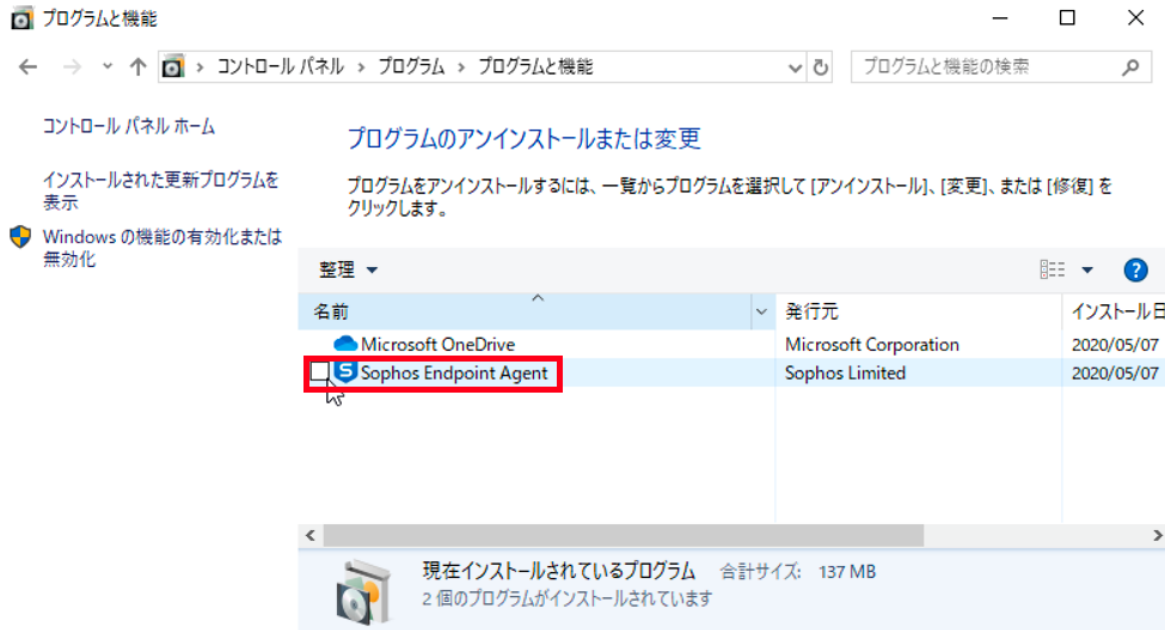 プログラムと機能
コントロール パネル › プログラム › プログラムと機能
プログラムと機能の検索
コントロール パネル ホーム
インストールされた更新プログラムを
表示
Windows の機能の有効化または
無効化
プログラムのアンインストールまたは変更
プログラムをアンインストールするには、一覧からプログラムを選択して [アンインストール]、[変更]、または [修復] を
クリックします。
整理
名前 発行元 インストール日
Microsoft OneDrive Microsoft Corporation 2020/05/07
Sophos Endpoint Agent Sophos Limited 2020/05/07
現在インストールされているプログラム 合計サイズ: 137 MB
2 個のプログラムがインストールされています